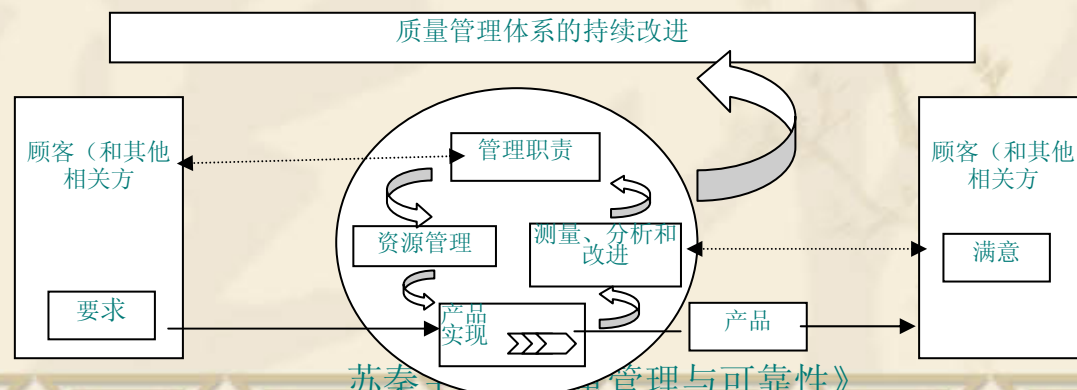 质量管理体系的持续改进
顾客（和其他
相关方
管理职责
顾客（和其他
相关方
资源管理
测量、分析和
改进
满意
要求
产品
实现
产品
苏秦
管理与可靠性》